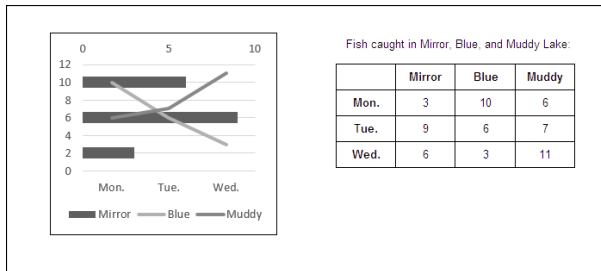 0 5 10
12
10
8
6
4
2
0
Mon. Tue. Wed.
Mirror Blue Muddy
Fish caught in Mirror, Blue, and Muddy Lake:
Mirror Blue Muddy
Mon. 3 10 6
Tue. 9 6 7
Wed. 6 3 11